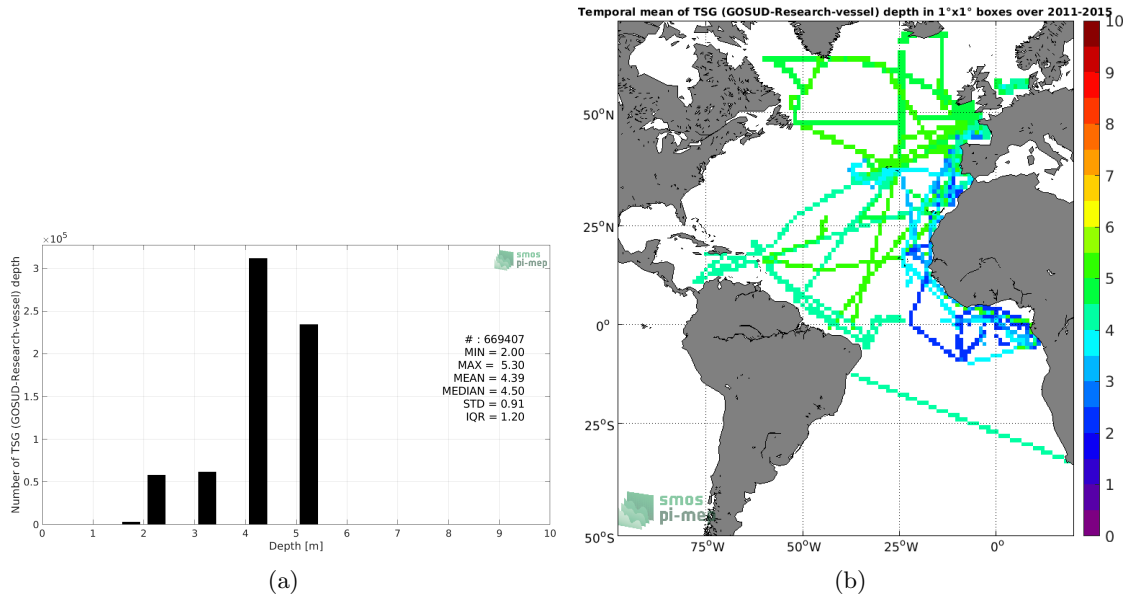 Temporal mean of TSG (GOSUD-Research-vessel) depth in 1°x1° boxes over 2011-2015
×10⁵
Number of TSG (GOSUD-Research-vessel) depth
3
2.5
2
1.5
1
0.5
0
0 1 2 3 4 5 6 7 8 9 10
Depth [m]
smos
pi-mep
# : 669407
MIN = 2.00
MAX = 5.30
MEAN = 4.39
MEDIAN = 4.50
STD = 0.91
IQR = 1.20
(a)
50°N
25°N
0°
25°S
50°S
75°W 50°W 25°W 0°
smos
pi-mep
10
9
8
7
6
5
4
3
2
1
0
(b)